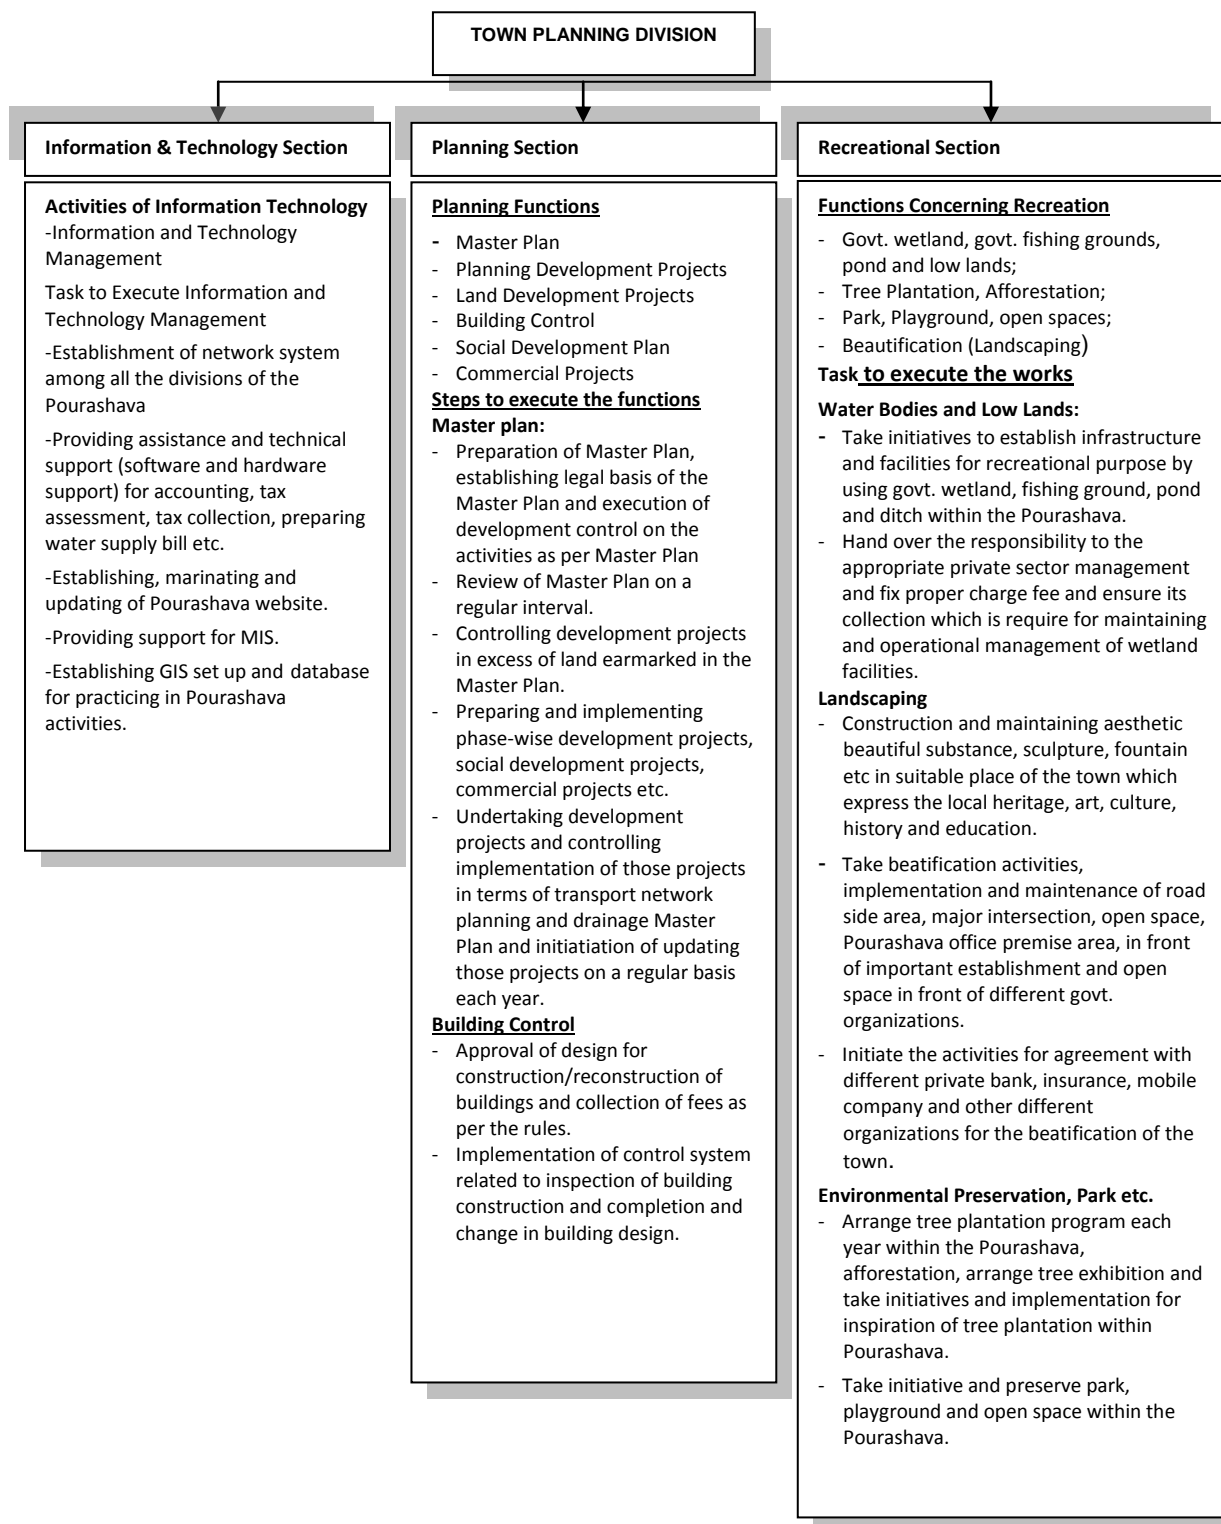 TOWN PLANNING DIVISION
Information & Technology Section
Activities of Information Technology
-Information and Technology
Management
Task to Execute Information and
Technology Management
-Establishment of network system
among all the divisions of the
Pourashava
-Providing assistance and technical
support (software and hardware
support) for accounting, tax
assessment, tax collection, preparing
water supply bill etc.
-Establishing, marinating and
updating of Pourashava website.
-Providing support for MIS.
-Establishing GIS set up and database
for practicing in Pourashava
activities.
Planning Section
Planning Functions
- Master Plan
- Planning Development Projects
- Land Development Projects
- Building Control
- Social Development Plan
- Commercial Projects
Steps to execute the functions
Master plan:
- Preparation of Master Plan,
establishing legal basis of the
Master Plan and execution of
development control on the
activities as per Master Plan
- Review of Master Plan on a
regular interval.
- Controlling development projects
in excess of land earmarked in the
Master Plan.
- Preparing and implementing
phase-wise development projects,
social development projects,
commercial projects etc.
- Undertaking development
projects and controlling
implementation of those projects
in terms of transport network
planning and drainage Master
Plan and initiatiation of updating
those projects on a regular basis
each year.
Building Control
- Approval of design for
construction/reconstruction of
buildings and collection of fees as
per the rules.
- Implementation of control system
related to inspection of building
construction and completion and
change in building design.
Recreational Section
Functions Concerning Recreation
- Govt. wetland, govt. fishing grounds,
pond and low lands;
- Tree Plantation, Afforestation;
- Park, Playground, open spaces;
- Beautification (Landscaping)
Task to execute the works
Water Bodies and Low Lands:
- Take initiatives to establish infrastructure
and facilities for recreational purpose by
using govt. wetland, fishing ground, pond
and ditch within the Pourashava.
- Hand over the responsibility to the
appropriate private sector management
and fix proper charge fee and ensure its
collection which is require for maintaining
and operational management of wetland
facilities.
Landscaping
- Construction and maintaining aesthetic
beautiful substance, sculpture, fountain
etc in suitable place of the town which
express the local heritage, art, culture,
history and education.
- Take beatification activities,
implementation and maintenance of road
side area, major intersection, open space,
Pourashava office premise area, in front
of important establishment and open
space in front of different govt.
organizations.
- Initiate the activities for agreement with
different private bank, insurance, mobile
company and other different
organizations for the beatification of the
town.
Environmental Preservation, Park etc.
- Arrange tree plantation program each
year within the Pourashava,
afforestation, arrange tree exhibition and
take initiatives and implementation for
inspiration of tree plantation within
Pourashava.
- Take initiative and preserve park,
playground and open space within the
Pourashava.